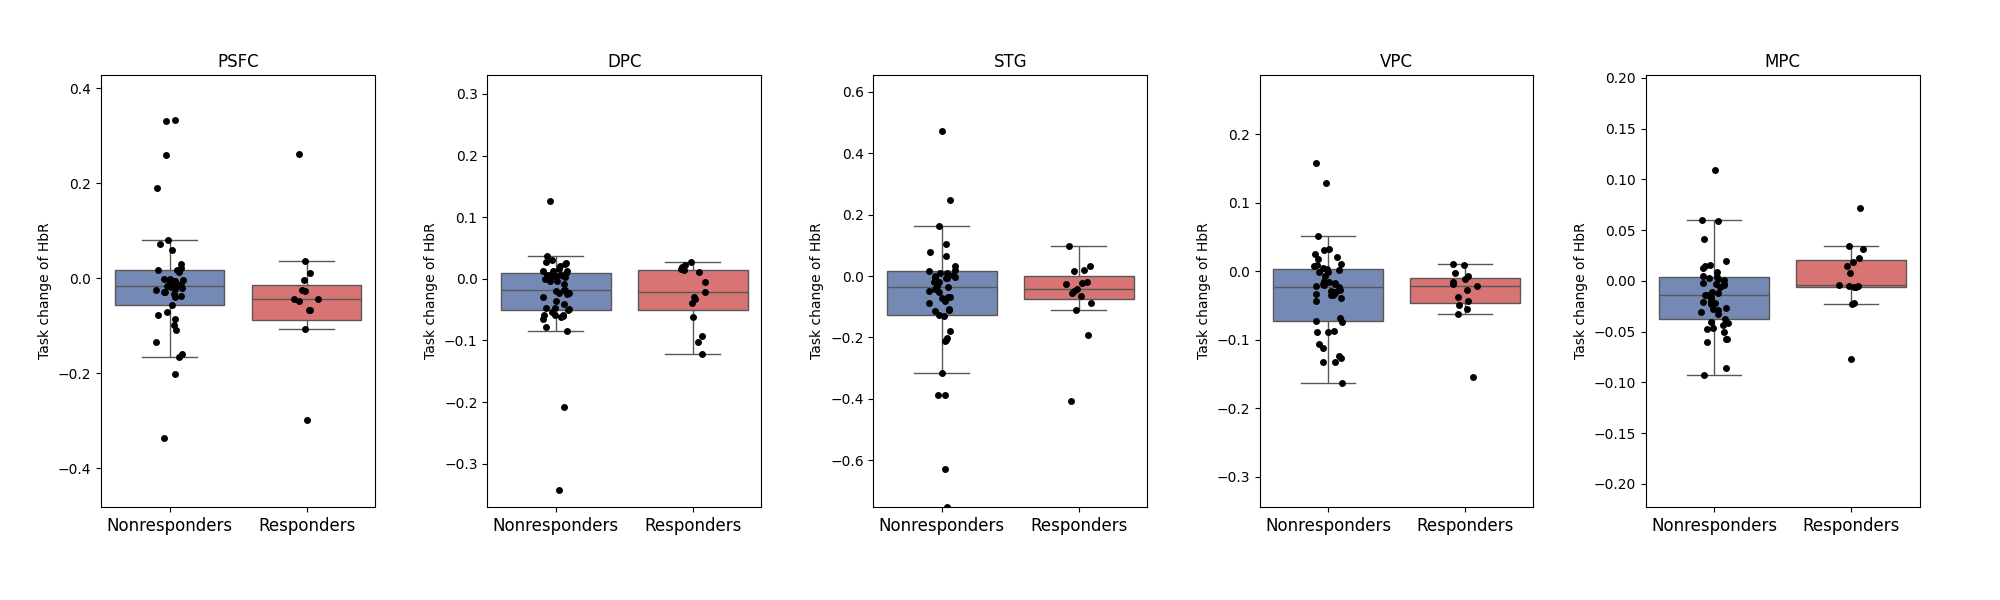 PSFC
DPC
STG
VPC
MPC
Task change of HbR
0.4
0.2
0.0
−0.2
−0.4
Nonresponders
Responders
Task change of HbR
0.3
0.2
0.1
0.0
−0.1
−0.2
−0.3
Nonresponders
Responders
Task change of HbR
0.6
0.4
0.2
0.0
−0.2
−0.4
−0.6
Nonresponders
Responders
Task change of HbR
0.2
0.1
0.0
−0.1
−0.2
−0.3
Nonresponders
Responders
Task change of HbR
0.20
0.15
0.10
0.05
0.00
−0.05
−0.10
−0.15
−0.20
Nonresponders
Responders